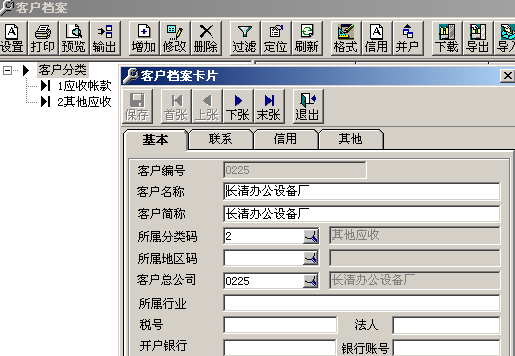 客户档案
设置 打印 预览 输出 增加 修改 删除 过滤 定位 刷新 格式 信用 并户 下载 导出 导入
客户分类
1应收帐款
2其他应收
客户档案卡片
保存 首张 上张 下张 末张 退出
基本 联系 信用 其他
客户编号 0225
客户名称 长清办公设备厂
客户简称 长清办公设备厂
所属分类码 2 其他应收
所属地区码
客户总公司 0225 长清办公设备厂
所属行业
税号 法人
开户银行 银行账号